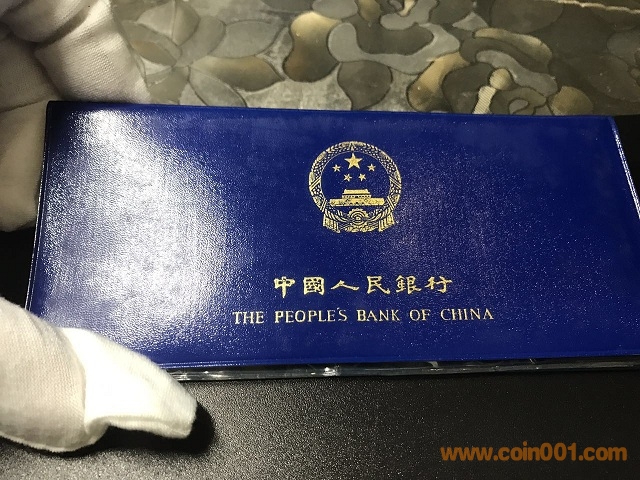 中國人民銀行
THE PEOPLE'S BANK OF CHINA
www.coin001.com